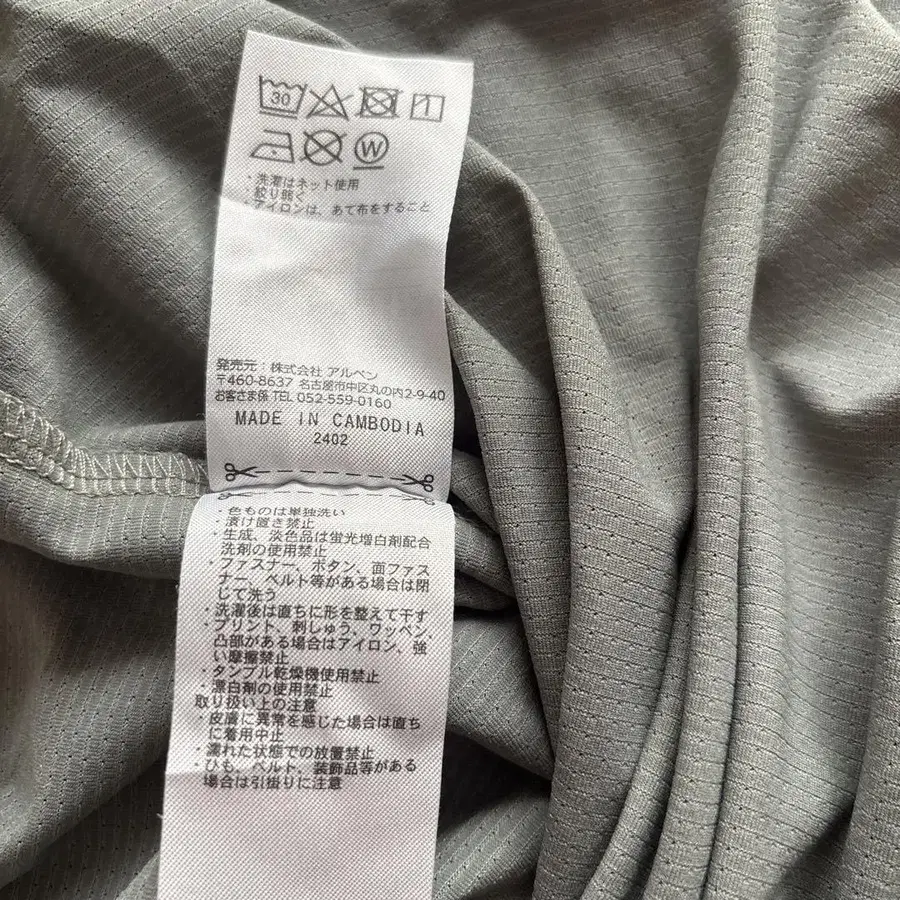 30
W
・洗濯はネット使用
・絞り弱く
・アイロンは、あて布をすること
発売元：株式会社 アルペン
〒460-8637 名古屋市中区丸の内2-9-40
お客さま係 TEL 052-559-0160
MADE IN CAMBODIA
2402
・色ものは単独洗い
・漬け置き禁止
・生成、淡色品は蛍光増白剤配合
洗剤の使用禁止
・ファスナー、ボタン、面ファス
ナー、ベルト等がある場合は閉
じて洗う
・洗濯後は直ちに形を整えて干す
・プリント、刺しゅう、ワッペン、
凸部がある場合はアイロン、強
い摩擦禁止
・タンブル乾燥機使用禁止
・漂白剤の使用禁止
取り扱い上の注意
・皮膚に異常を感じた場合は直ち
に着用中止
・濡れた状態での放置禁止
・ひも、ベルト、装飾品等がある
場合は引掛りに注意